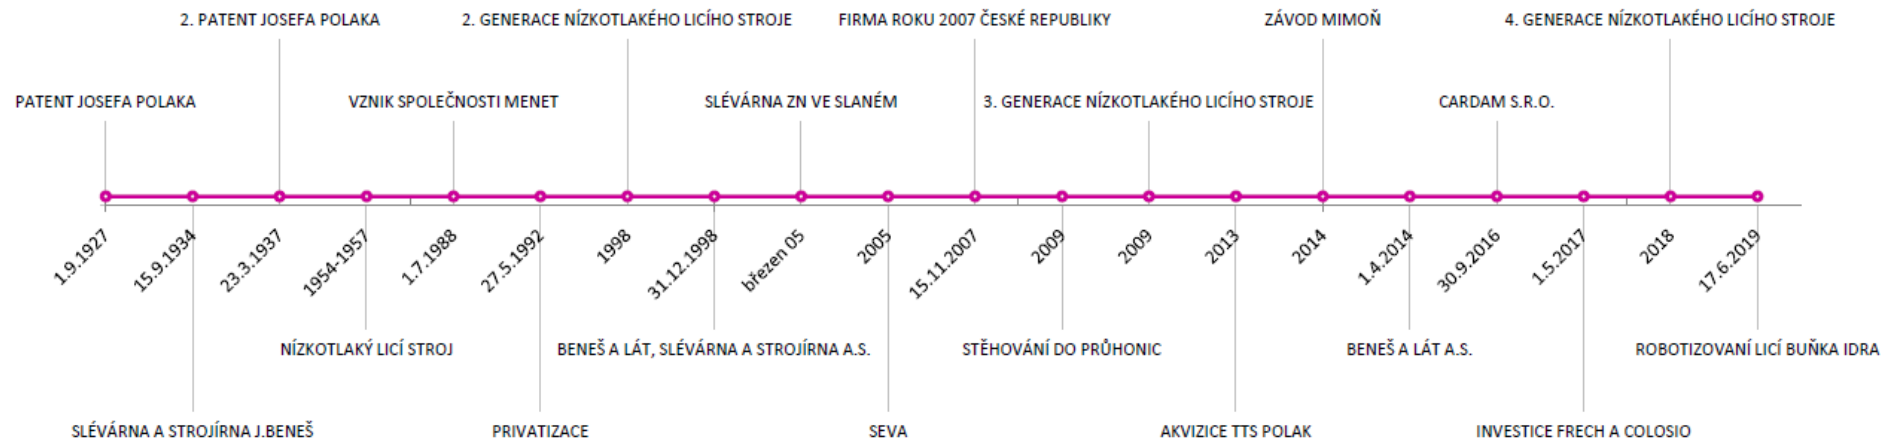 2. PATENT JOSEFA POLAKA
2. GENERACE NÍZKOTLAKÉHO LICÍHO STROJE
FIRMA ROKU 2007 ČESKÉ REPUBLIKY
ZÁVOD MIMOŇ
4. GENERACE NÍZKOTLAKÉHO LICÍHO STROJE
PATENT JOSEFA POLAKA
VZNIK SPOLEČNOSTI MENET
SLÉVÁRNA ZN VE SLANÉM
3. GENERACE NÍZKOTLAKÉHO LICÍHO STROJE
CARDAM S.R.O.
1.9.1927
15.9.1934
23.3.1937
1954-1957
1.7.1988
27.5.1992
1998
31.12.1998
březen 05
2005
15.11.2007
2009
2009
2013
2014
1.4.2014
30.9.2016
1.5.2017
2018
17.6.2019
NÍZKOTLAKÝ LICÍ STROJ
BENEŠ A LÁT, SLÉVÁRNA A STROJÍRNA A.S.
STĚHOVÁNÍ DO PRŮHONIC
BENEŠ A LÁT A.S.
ROBOTIZOVANÍ LICÍ BUŇKA IDRA
SLÉVÁRNA A STROJÍRNA J.BENEŠ
PRIVATIZACE
SEVA
AKVIZICE TTS POLAK
INVESTICE FRECH A COLOSIO